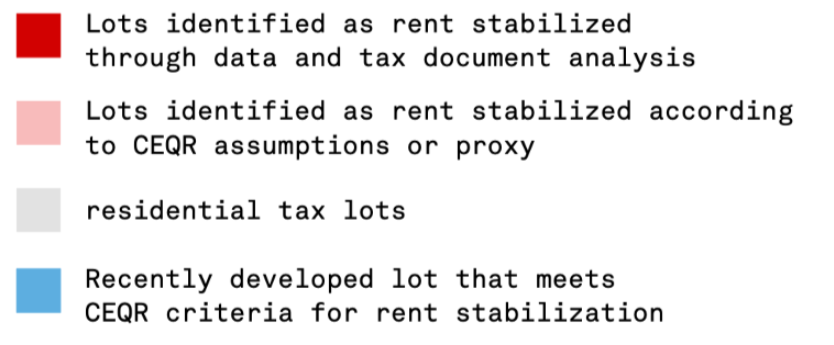 Lots identified as rent stabilized
through data and tax document analysis
Lots identified as rent stabilized according
to CEQR assumptions or proxy
residential tax lots
Recently developed lot that meets
CEQR criteria for rent stabilization